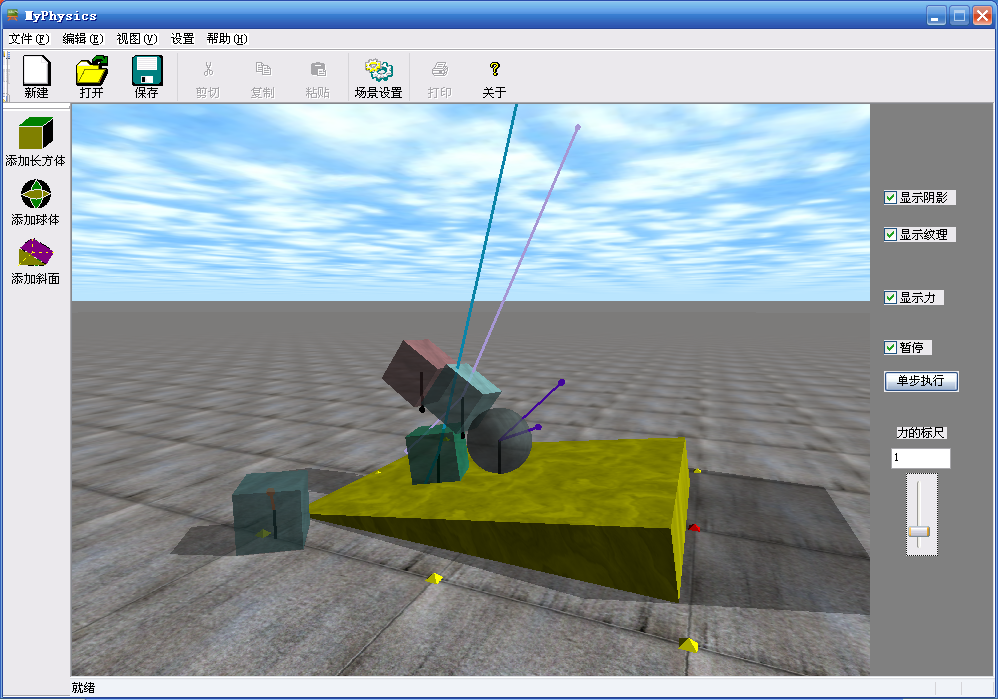 MyPhysics
文件(F) 编辑(E) 视图(V) 设置 帮助(H)
新建 打开 保存 剪切 复制 粘贴 场景设置 打印 关于
添加长方体
添加球体
添加斜面
显示阴影
显示纹理
显示力
暂停
单步执行
力的标尺
1
就绪